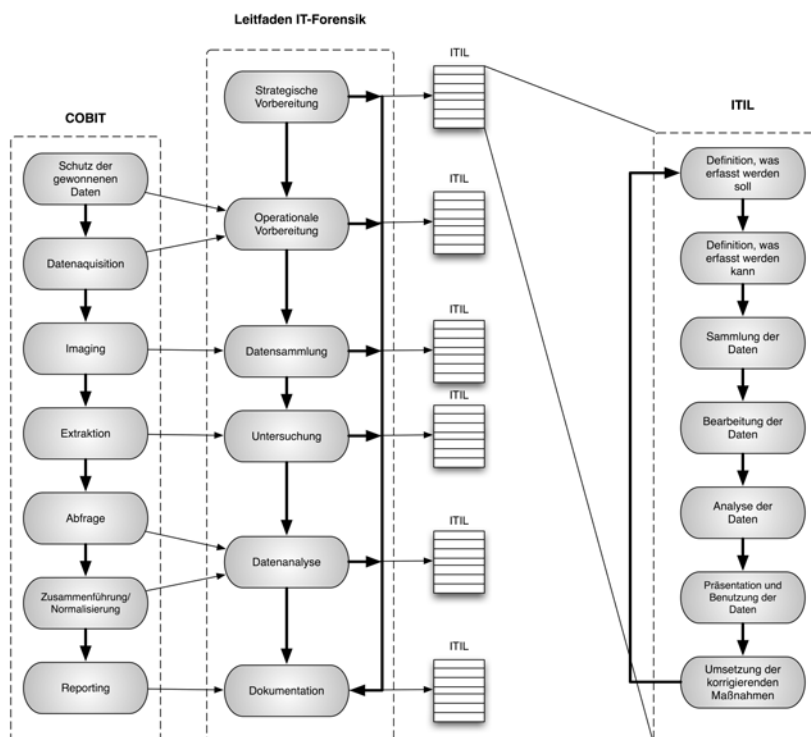 Leitfaden IT-Forensik
COBIT
Schutz der
gewonnenen
Daten
Datenaquisition
Imaging
Extraktion
Abfrage
Zusammenführung/
Normalisierung
Reporting
Strategische
Vorbereitung
Operationale
Vorbereitung
Datensammlung
Untersuchung
Datenanalyse
Dokumentation
ITIL
ITIL
ITIL
ITIL
ITIL
ITIL
ITIL
Definition, was
erfasst werden
soll
Definition, was
erfasst werden
kann
Sammlung der
Daten
Bearbeitung der
Daten
Analyse der
Daten
Präsentation und
Benutzung der
Daten
Umsetzung der
korrigierenden
Maßnahmen